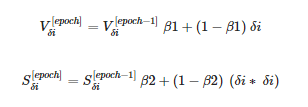 V_{δi}^{[epoch]} = V_{δi}^{[epoch−1]} β1 + (1 − β1) δi
S_{δi}^{[epoch]} = S_{δi}^{[epoch−1]} β2 + (1 − β2) (δi ∗ δi)